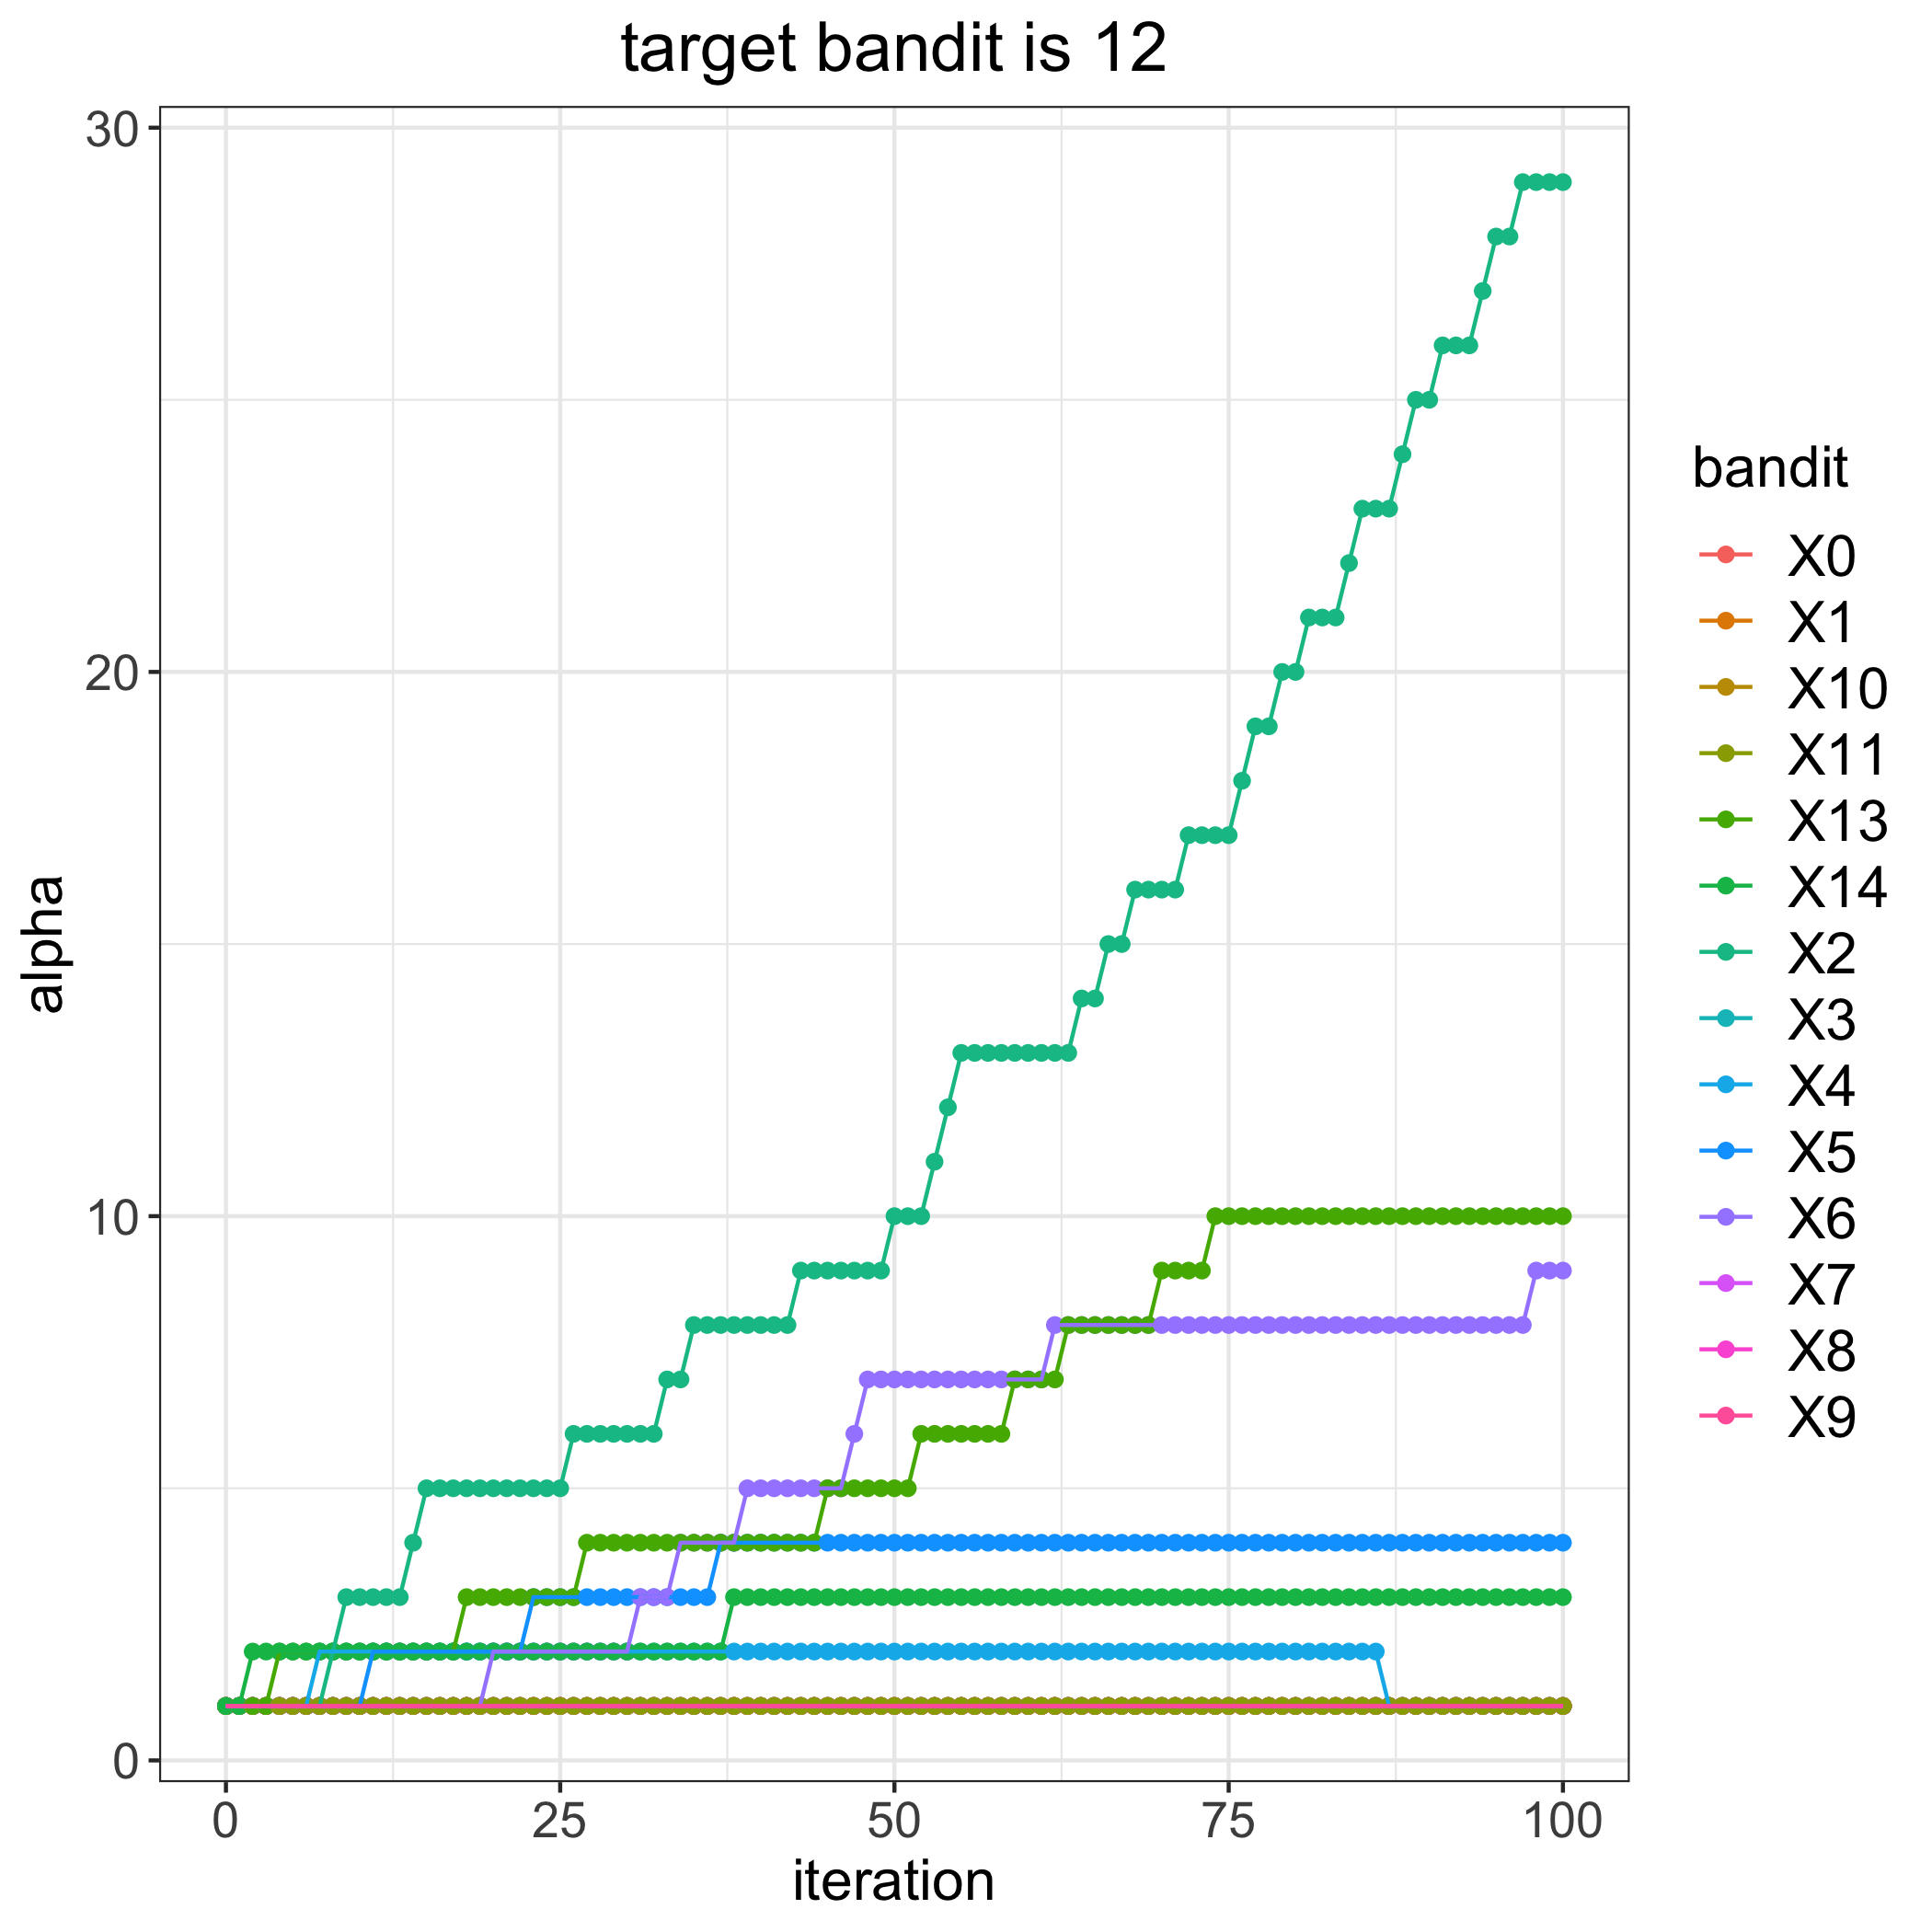 target bandit is 12
30
20
10
0
alpha
0 25 50 75 100
iteration
bandit
X0
X1
X10
X11
X13
X14
X2
X3
X4
X5
X6
X7
X8
X9